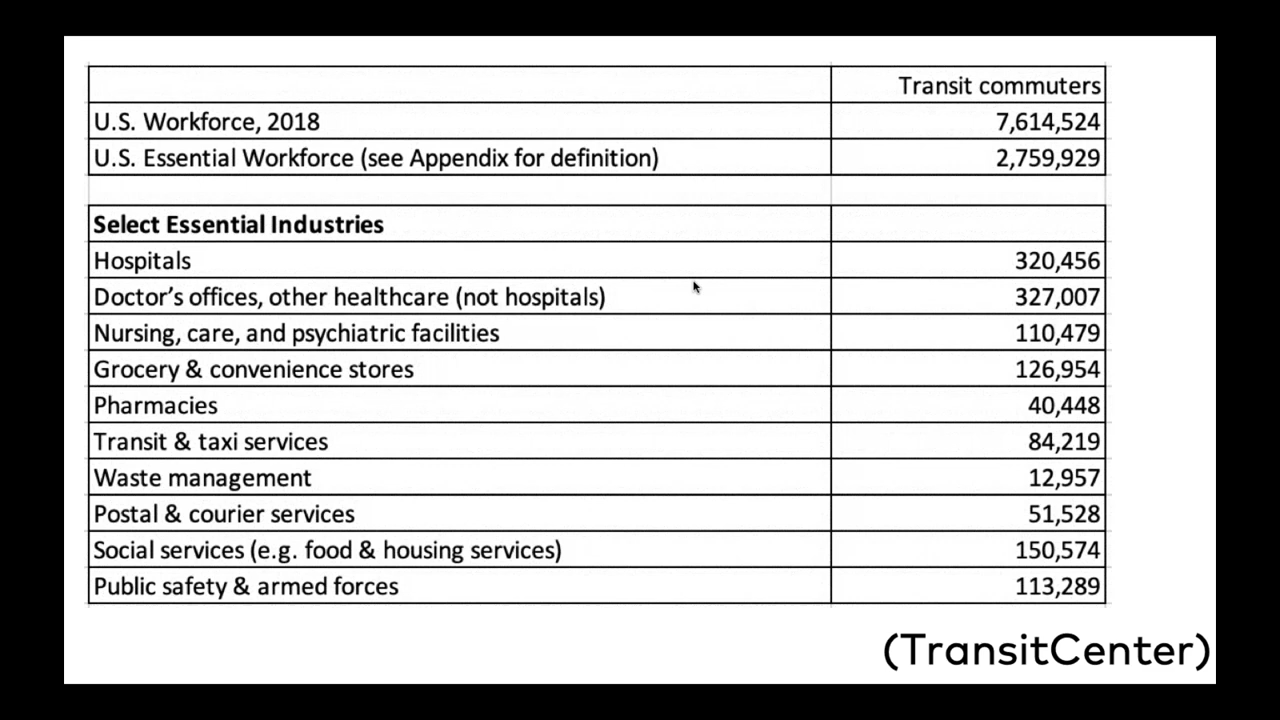 Transit commuters
U.S. Workforce, 2018 7,614,524
U.S. Essential Workforce (see Appendix for definition) 2,759,929
Select Essential Industries
Hospitals 320,456
Doctor’s offices, other healthcare (not hospitals) 327,007
Nursing, care, and psychiatric facilities 110,479
Grocery & convenience stores 126,954
Pharmacies 40,448
Transit & taxi services 84,219
Waste management 12,957
Postal & courier services 51,528
Social services (e.g. food & housing services) 150,574
Public safety & armed forces 113,289
(TransitCenter)